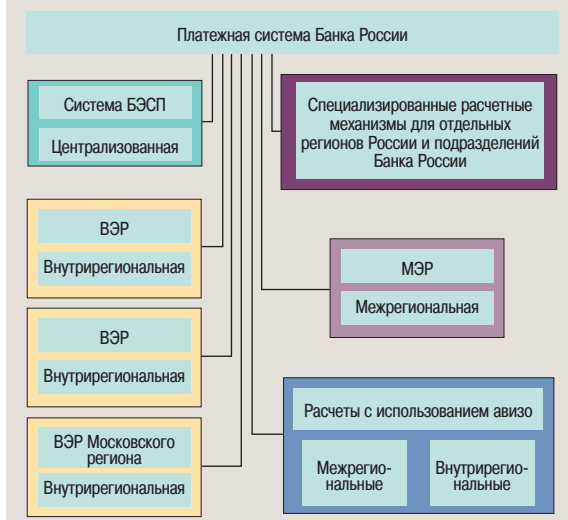 Платежная система Банка России
Система БЭСП
Централизованная
ВЭР
Внутрирегиональная
ВЭР
Внутрирегиональная
ВЭР Московского
региона
Внутрирегиональная
Специализированные расчетные
механизмы для отдельных
регионов России и подразделений
Банка России
МЭР
Межрегиональная
Расчеты с использованием авизо
Межрегио-
нальные
Внутрирегио-
нальные